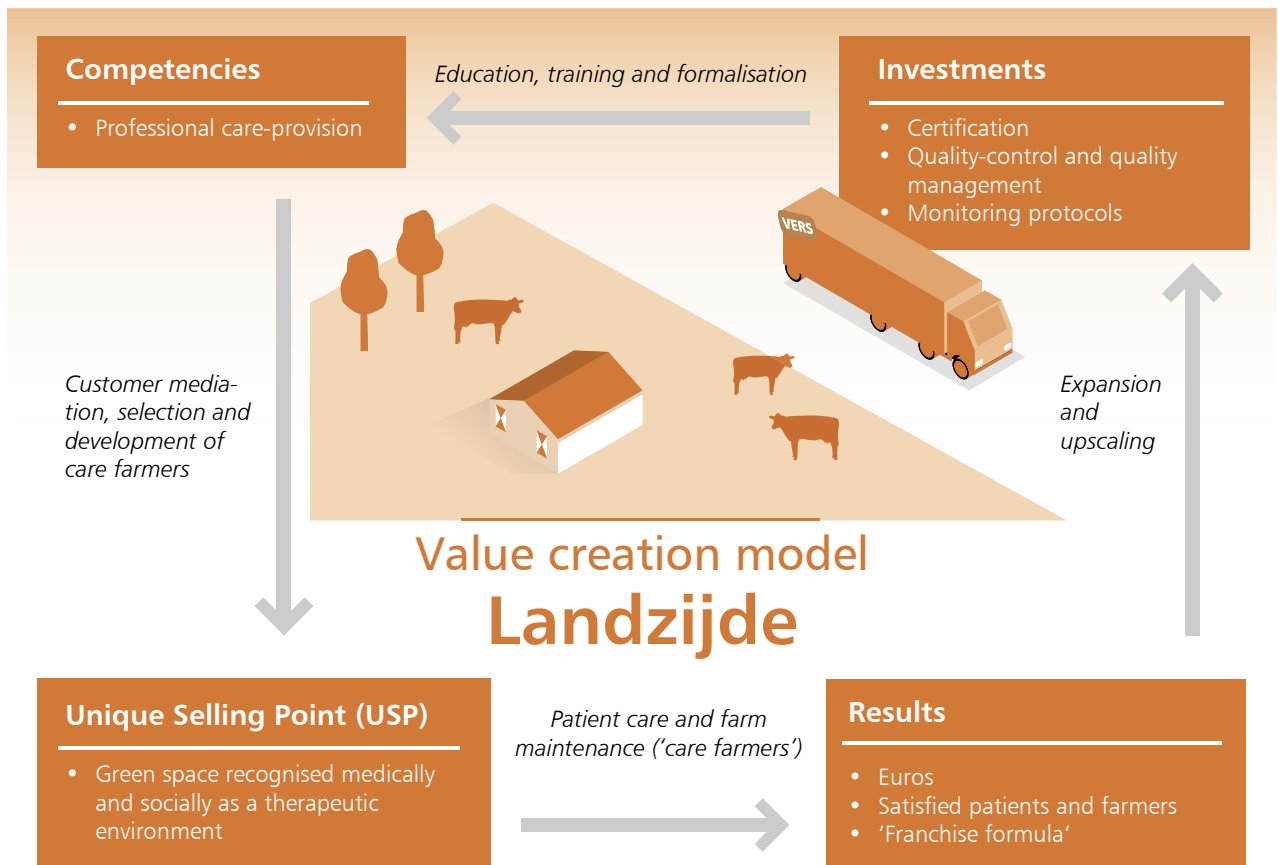 Competencies
• Professional care-provision
Education, training and formalisation
Investments
• Certification
• Quality-control and quality
management
• Monitoring protocols
VERS
Customer media-
tion, selection and
development of
care farmers
Expansion
and
upscaling
Value creation model
Landzijde
Unique Selling Point (USP)
• Green space recognised medically
and socially as a therapeutic
environment
Patient care and farm
maintenance (‘care farmers’)
Results
• Euros
• Satisfied patients and farmers
• ‘Franchise formula‘